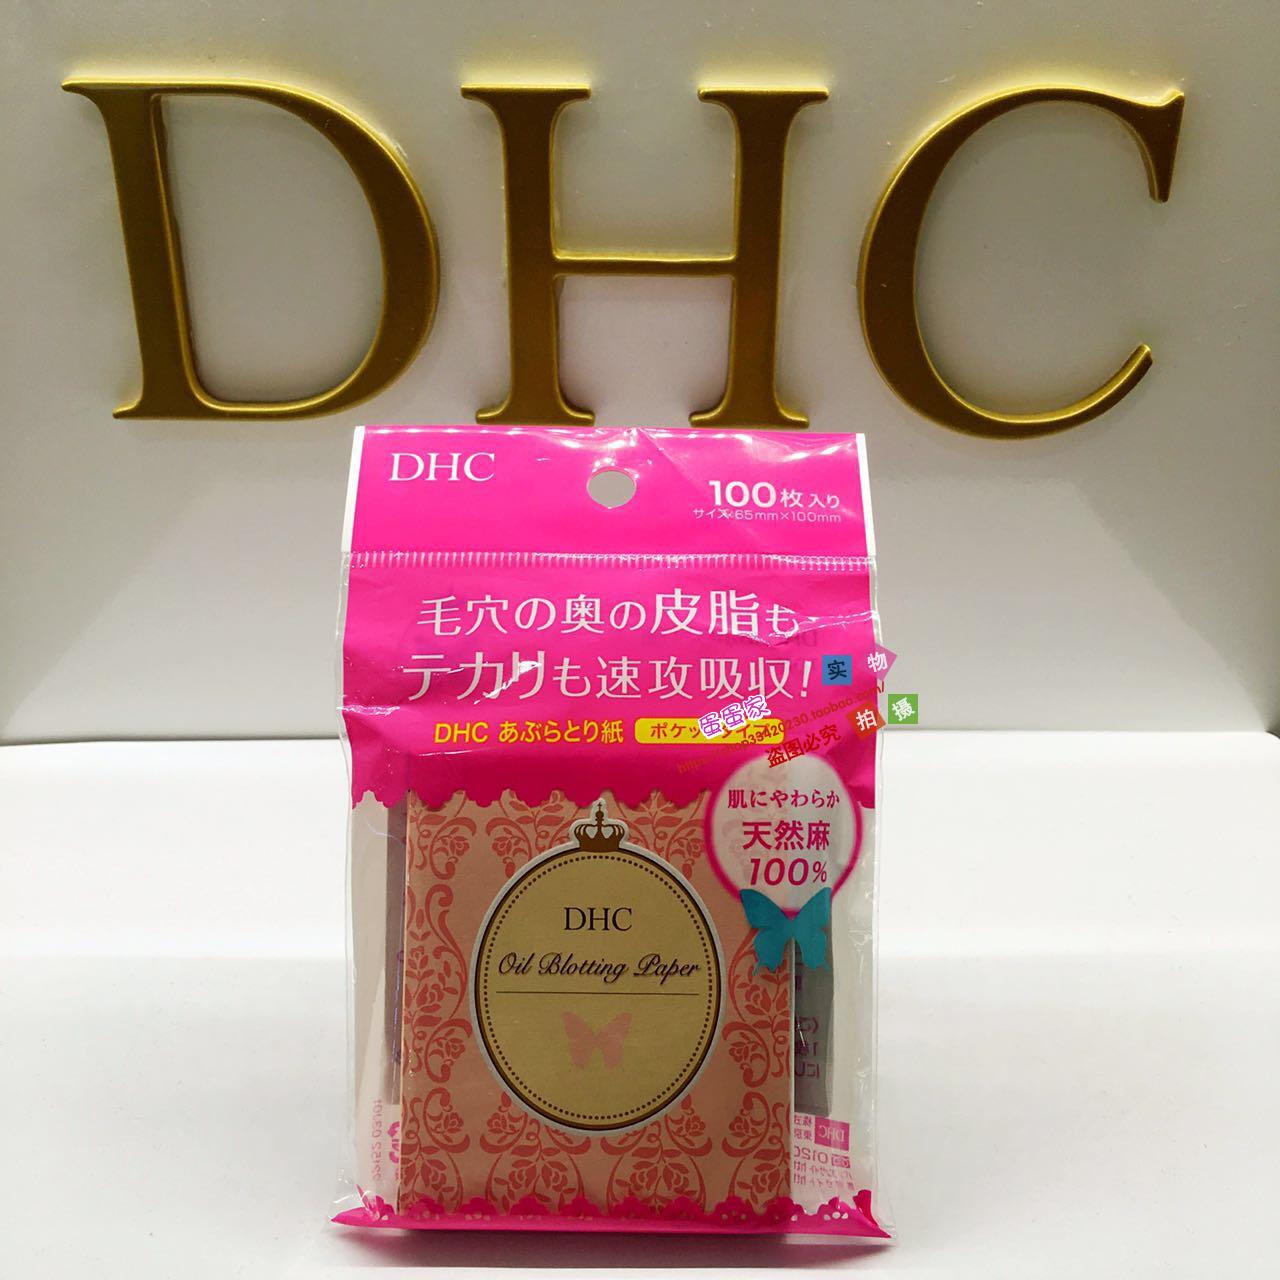 DHC
DHC
100枚入り
サイズ:65mm×100mm
毛穴の奥の皮脂も
テカリも速攻吸収!
实物
拍摄
蛋蛋家
盗图必究
DHC あぶらとり紙
肌にやわらか
天然麻
100%
DHC
Oil Blotting Paper